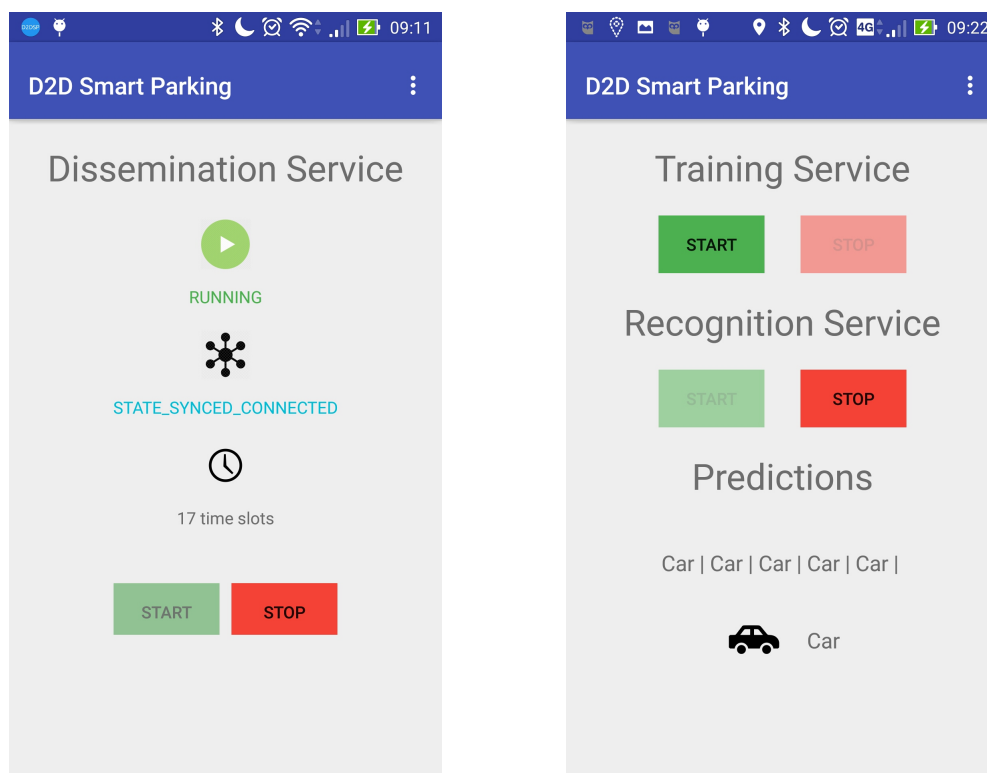 09:11
D2D Smart Parking
Dissemination Service
RUNNING
STATE_SYNCED_CONNECTED
17 time slots
START STOP
4G 09:22
D2D Smart Parking
Training Service
START STOP
Recognition Service
START STOP
Predictions
Car | Car | Car | Car | Car |
Car